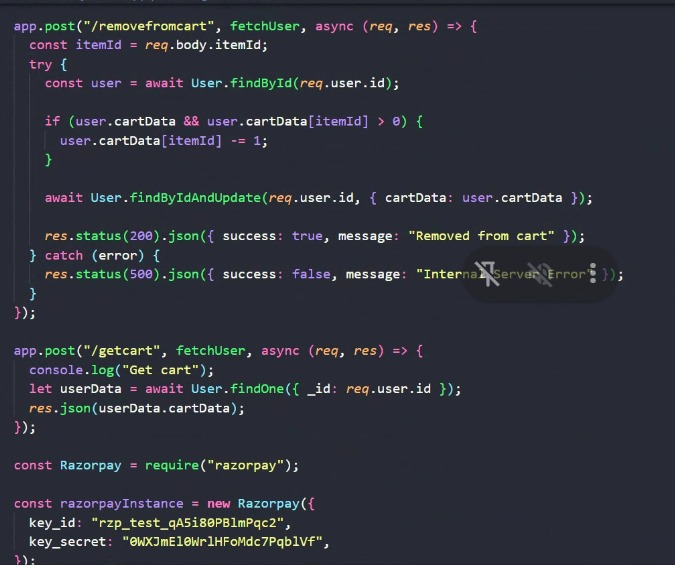 app.post("/removefromcart", fetchUser, async (req, res) => {
const itemId = req.body.itemId;
try {
const user = await User.findById(req.user.id);
if (user.cartData && user.cartData[itemId] > 0) {
user.cartData[itemId] -= 1;
}
await User.findByIdAndUpdate(req.user.id, { cartData: user.cartData });
res.status(200).json({ success: true, message: "Removed from cart" });
} catch (error) {
res.status(500).json({ success: false, message: "Internal Server Error" });
}
});
app.post("/getcart", fetchUser, async (req, res) => {
console.log("Get cart");
let userData = await User.findOne({ _id: req.user.id });
res.json(userData.cartData);
});
const Razorpay = require("razorpay");
const razorpayInstance = new Razorpay({
key_id: "rzp_test_qA5i80PBlmPqc2",
key_secret: "0WXJmEl0WrlHFoMdc7PqblVf",
});